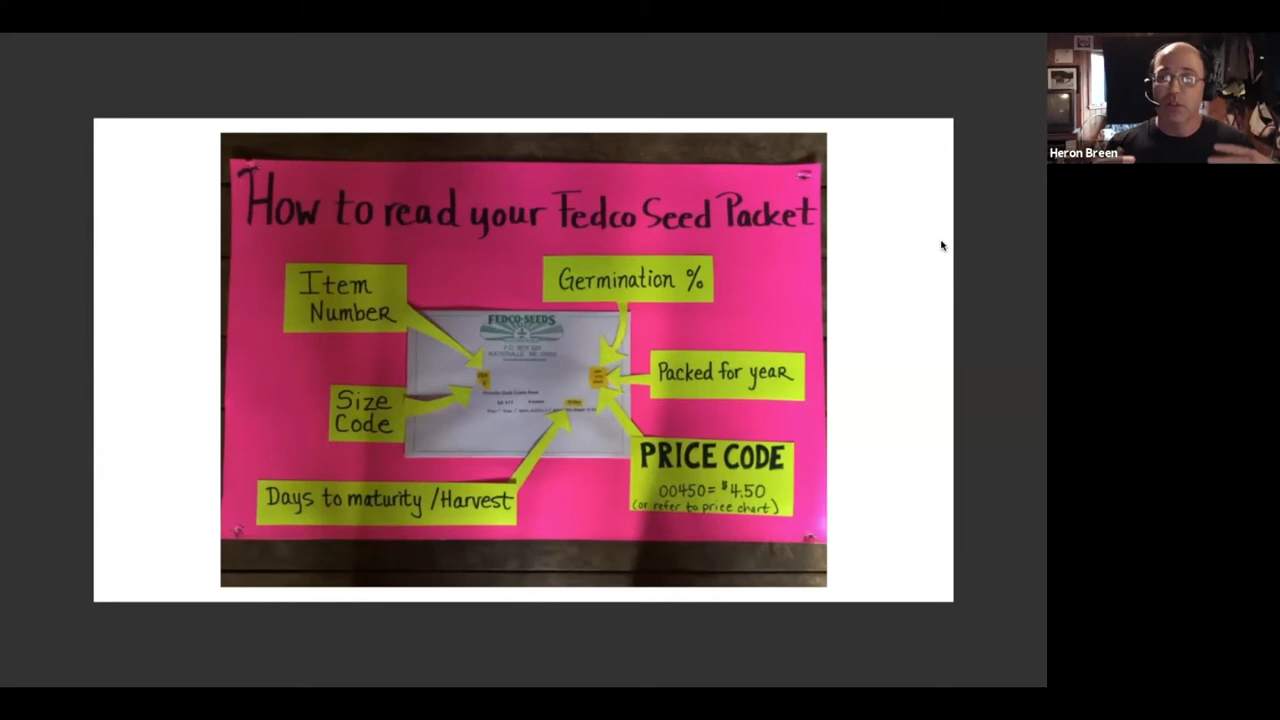 How to read your Fedco Seed Packet
Item
Number
Germination %
FEDCO-SEEDS
Packed for year
Size
Code
PRICE CODE
00450 = $4.50
(or refer to price chart)
Days to maturity / Harvest
Heron Breen